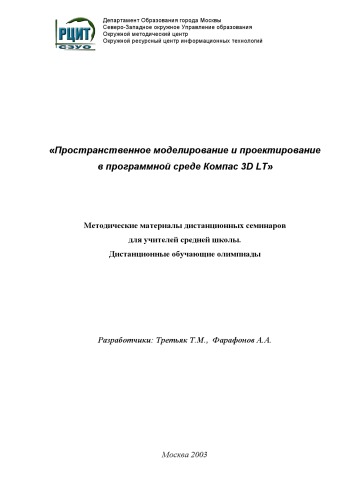 РЦИТ
СЗУО
Департамент Образования города Москвы
Северо-Западное окружное Управление образования
Окружной методический центр
Окружной ресурсный центр информационных технологий
«Пространственное моделирование и проектирование
в программной среде Компас 3D LT»
Методические материалы дистанционных семинаров
для учителей средней школы.
Дистанционные обучающие олимпиады
Разработчики: Третьяк Т.М., Фарафонов А.А.
Москва 2003